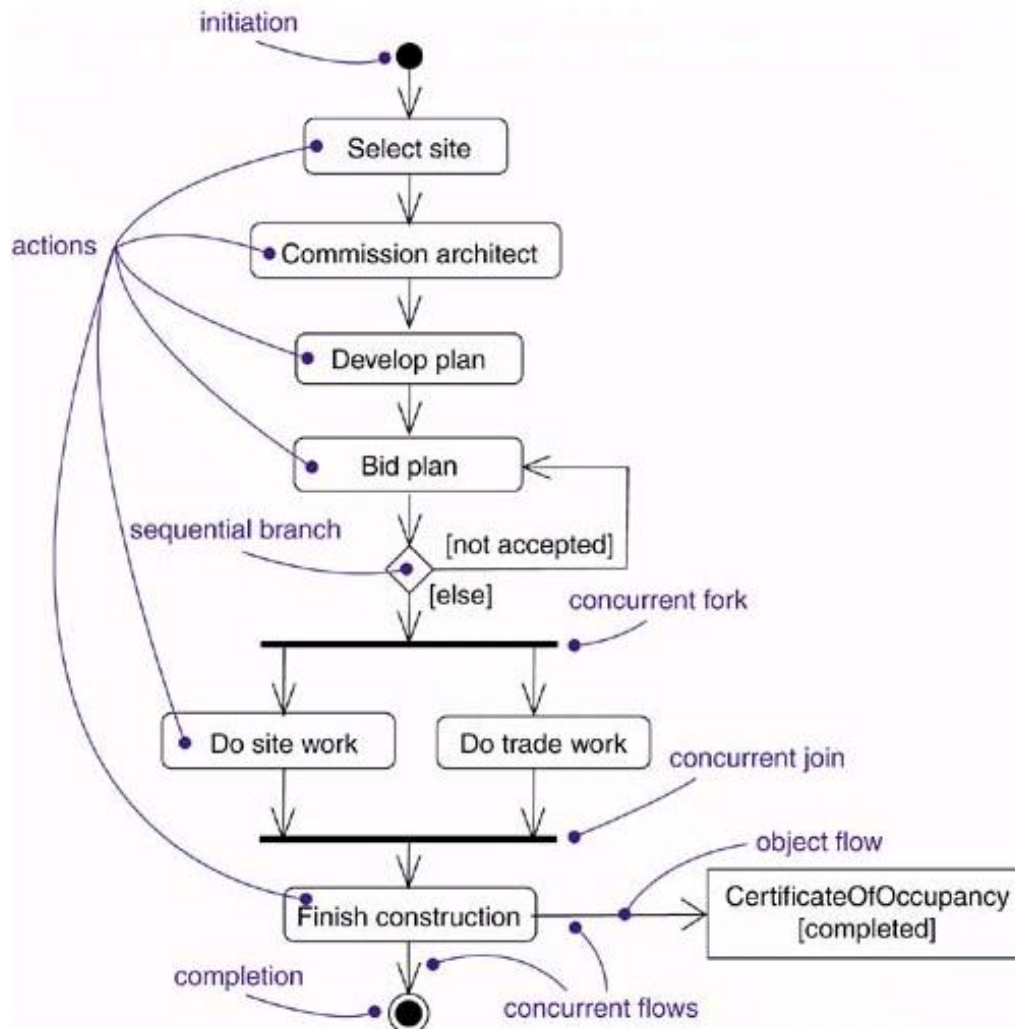 initiation
Select site
actions
Commission architect
Develop plan
Bid plan
sequential branch
[not accepted]
[else]
concurrent fork
Do site work
Do trade work
concurrent join
object flow
Finish construction
CertificateOfOccupancy
[completed]
completion
concurrent flows